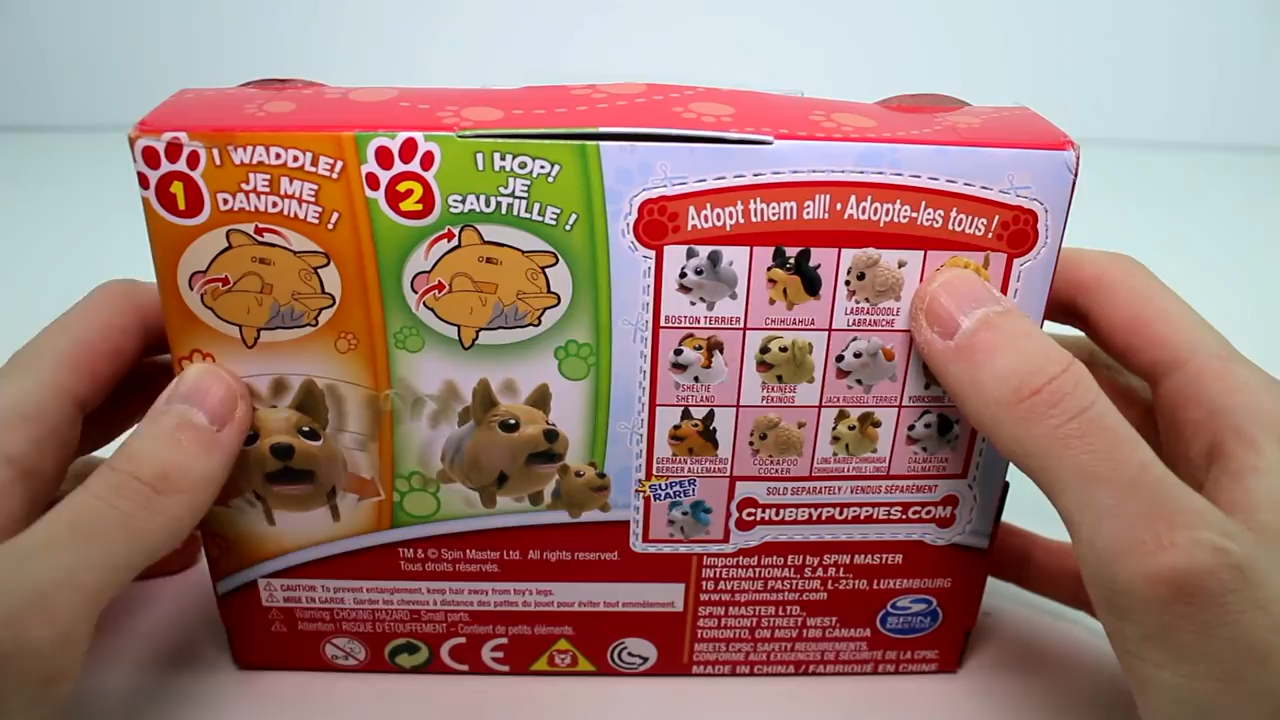 1
I WADDLE!
JE ME
DANDINE !
2
I HOP!
JE
SAUTILLE !
Adopt them all! • Adopte-les tous !
BOSTON TERRIER
CHIHUAHUA
LABRADOODLE
LABRANICHE
SHELTIE
SHETLAND
PEKINESE
PÉKINOIS
JACK RUSSELL TERRIER
GERMAN SHEPHERD
BERGER ALLEMAND
COCKAPOO
COCKER
LONG HAIRED CHIHUAHUA
CHIHUAHUA À POILS LONGS
DALMATIAN
DALMATIEN
SUPER
RARE!
SOLD SEPARATELY / VENDUS SÉPARÉMENT
CHUBBYPUPPIES.COM
TM & © Spin Master Ltd. All rights reserved.
Tous droits réservés.
CAUTION: To prevent entanglement, keep hair away from toy's legs.
MISE EN GARDE : Garder les cheveux à distance des pattes du jouet pour éviter tout emmêlement.
Warning: CHOKING HAZARD – Small parts.
Attention ! RISQUE D'ÉTOUFFEMENT – Contient de petits éléments.
0-3
CE
Imported into EU by SPIN MASTER
INTERNATIONAL, S.A.R.L.,
16 AVENUE PASTEUR, L-2310, LUXEMBOURG
www.spinmaster.com
SPIN MASTER LTD.,
450 FRONT STREET WEST,
TORONTO, ON M5V 1B6 CANADA
MEETS CPSC SAFETY REQUIREMENTS.
CONFORME AUX EXIGENCES DE SÉCURITÉ DE LA CPSC.
MADE IN CHINA / FABRIQUÉ EN CHINE
SPIN
MASTER